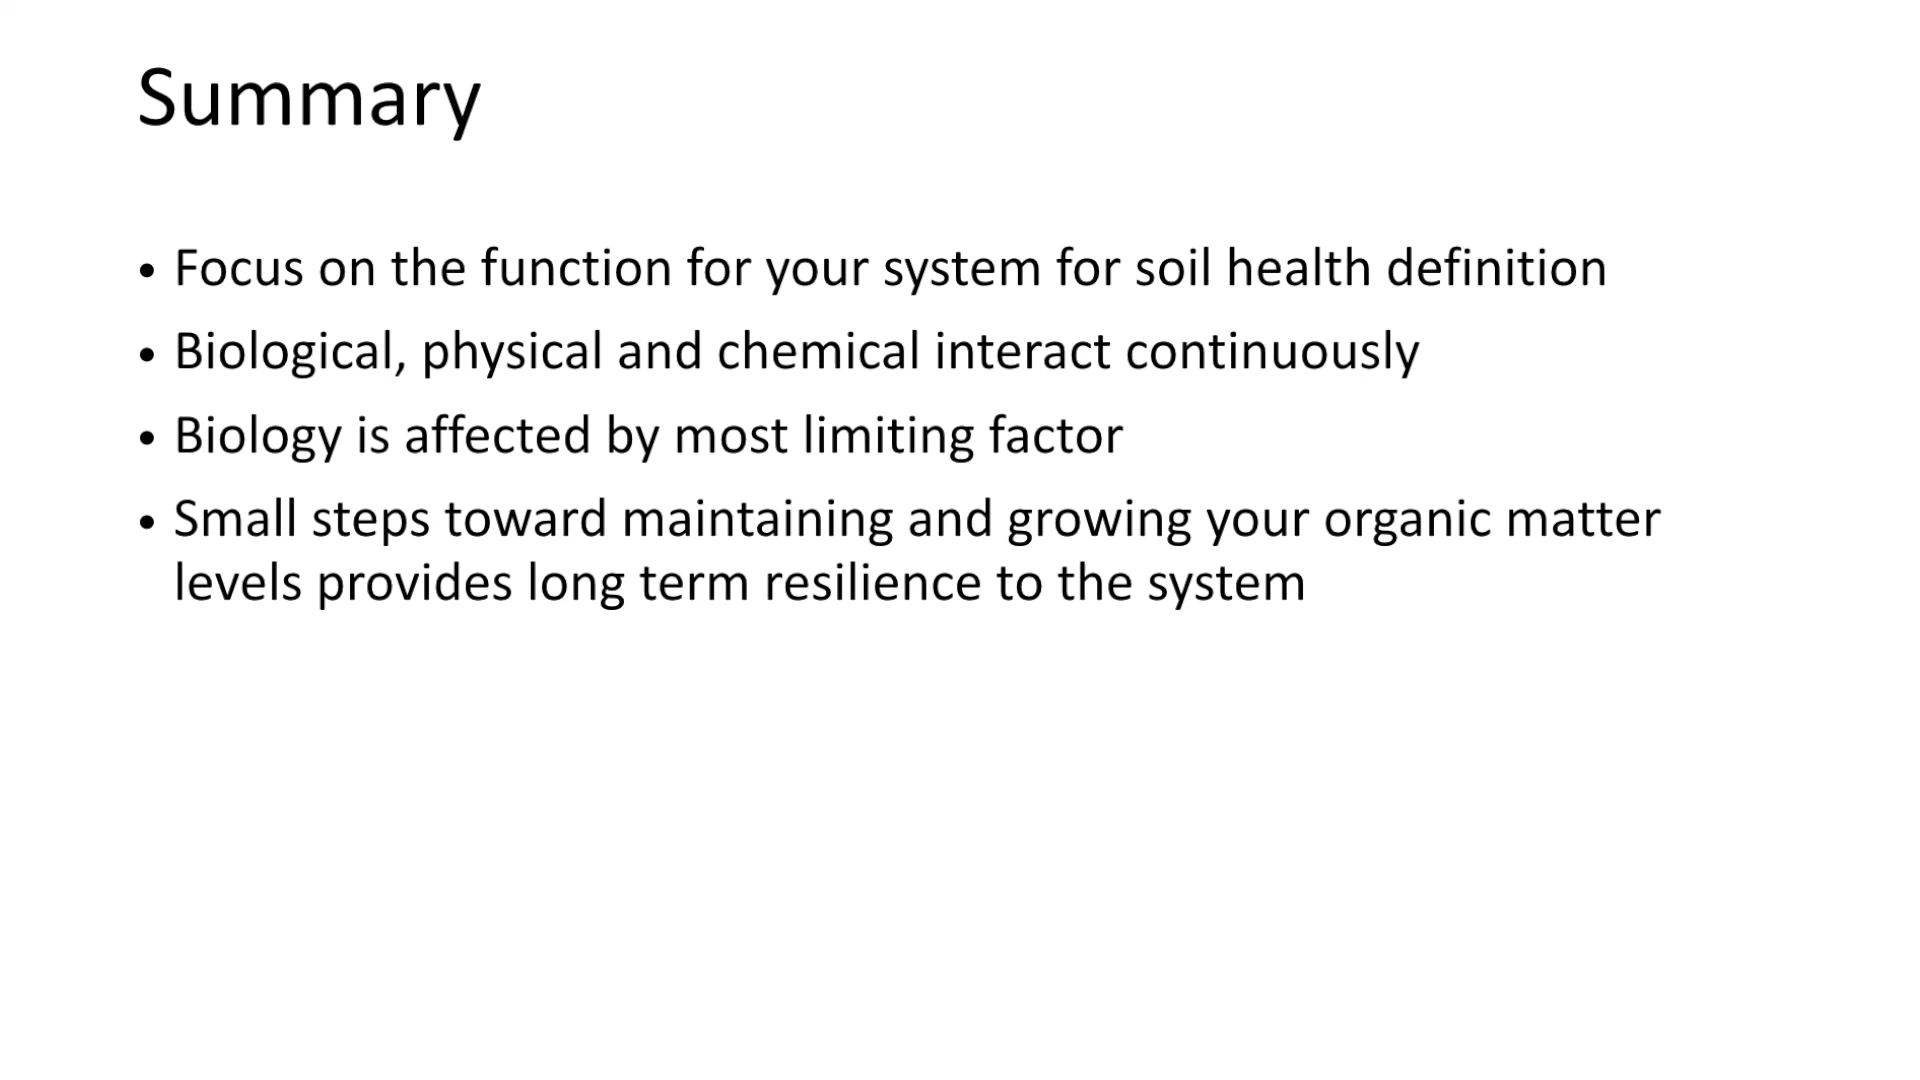 Summary
• Focus on the function for your system for soil health definition
• Biological, physical and chemical interact continuously
• Biology is affected by most limiting factor
• Small steps toward maintaining and growing your organic matter
levels provides long term resilience to the system